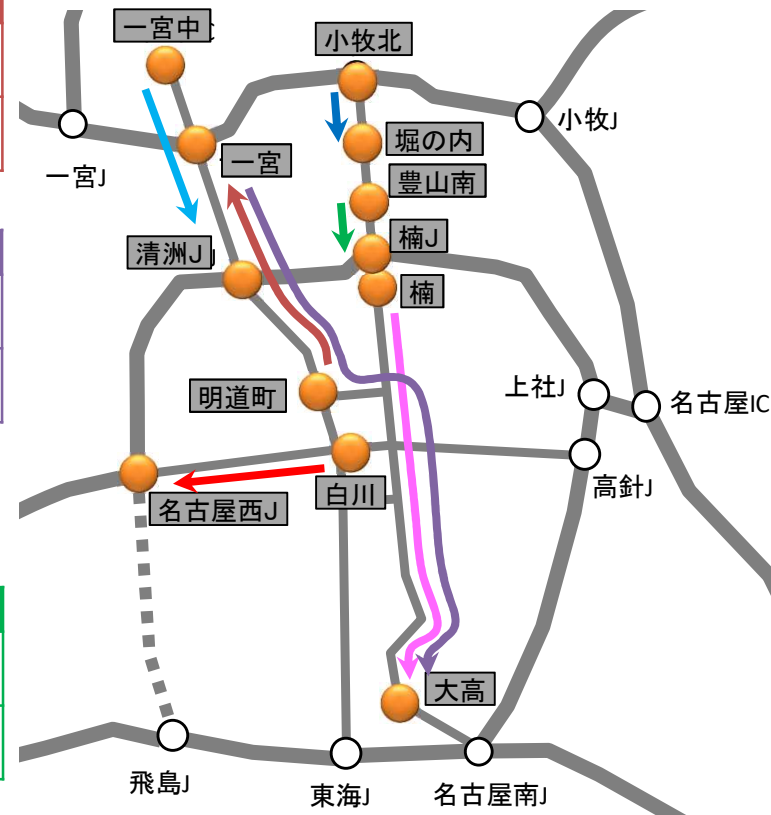 一宮中
小牧北
小牧J
堀の内
一宮J
一宮
豊山南
清洲J
楠J
楠
明道町
上社J
名古屋IC
白川
高針J
名古屋西J
大高
飛島J
東海J
名古屋南J